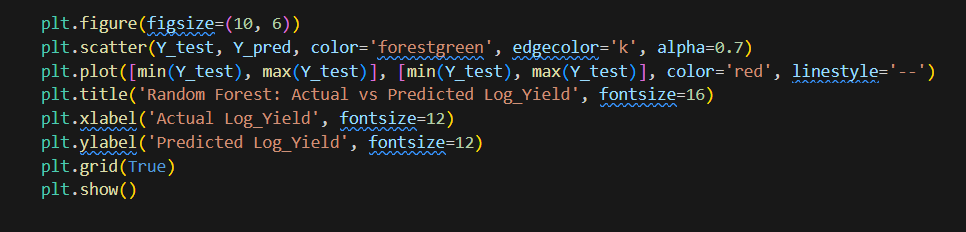 plt.figure(figsize=(10, 6))
plt.scatter(Y_test, Y_pred, color='forestgreen', edgecolor='k', alpha=0.7)
plt.plot([min(Y_test), max(Y_test)], [min(Y_test), max(Y_test)], color='red', linestyle='--')
plt.title('Random Forest: Actual vs Predicted Log_Yield', fontsize=16)
plt.xlabel('Actual Log_Yield', fontsize=12)
plt.ylabel('Predicted Log_Yield', fontsize=12)
plt.grid(True)
plt.show()